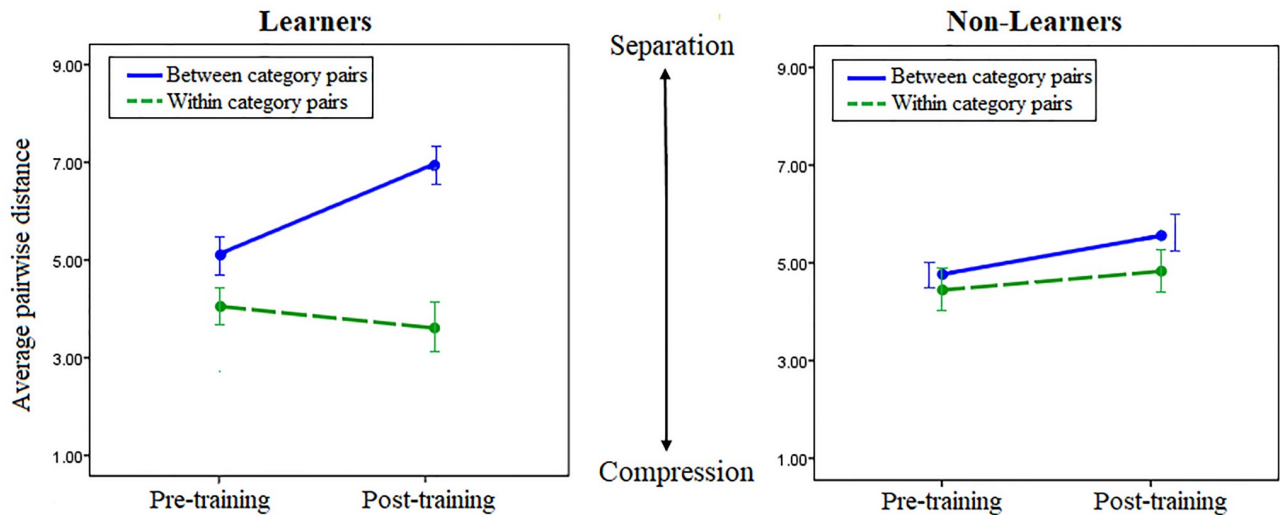 Learners
Average pairwise distance
9.00
7.00
5.00
3.00
1.00
Between category pairs
Within category pairs
Pre-training
Post-training
Separation
Compression
Non-Learners
9.00
7.00
5.00
3.00
1.00
Between category pairs
Within category pairs
Pre-training
Post-training